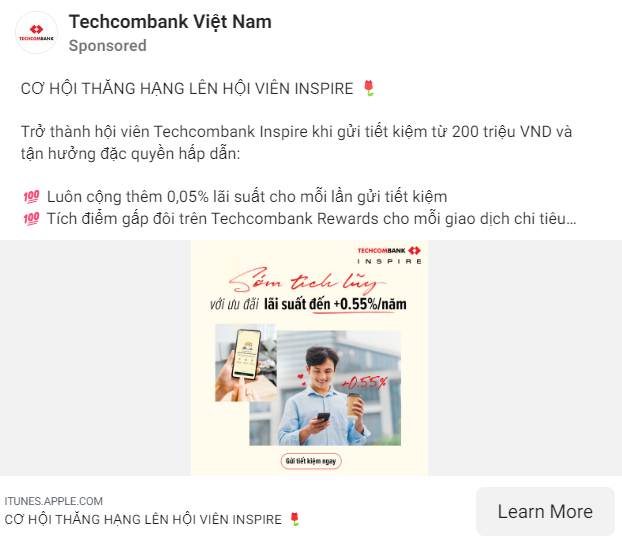 TECHCOMBANK
Techcombank Việt Nam
Sponsored
CƠ HỘI THĂNG HẠNG LÊN HỘI VIÊN INSPIRE 🌷
Trở thành hội viên Techcombank Inspire khi gửi tiết kiệm từ 200 triệu VND và
tận hưởng đặc quyền hấp dẫn:
💯 Luôn cộng thêm 0,05% lãi suất cho mỗi lần gửi tiết kiệm
💯 Tích điểm gấp đôi trên Techcombank Rewards cho mỗi giao dịch chi tiêu...
TECHCOMBANK
INSPIRE
Sớm tích lũy
với ưu đãi lãi suất đến +0.55%/năm
+0.55%
Gửi tiết kiệm ngay
ITUNES.APPLE.COM
CƠ HỘI THĂNG HẠNG LÊN HỘI VIÊN INSPIRE 🌷
Learn More